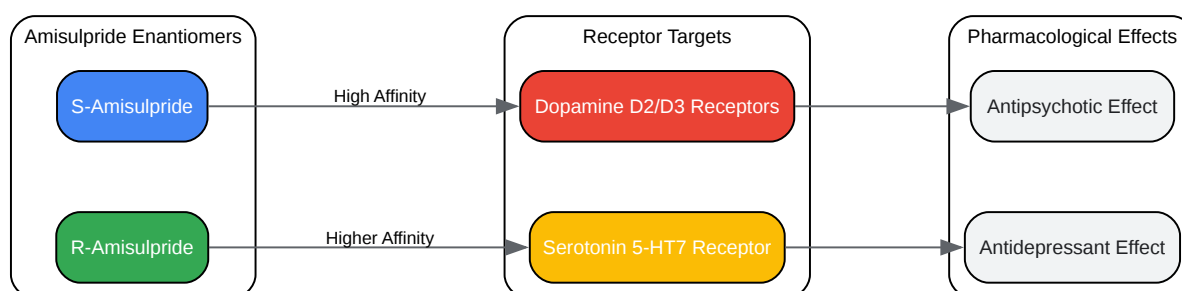 Amisulpride Enantiomers
Receptor Targets
Pharmacological Effects
S-Amisulpride
High Affinity
Dopamine D2/D3 Receptors
Antipsychotic Effect
R-Amisulpride
Higher Affinity
Serotonin 5-HT7 Receptor
Antidepressant Effect